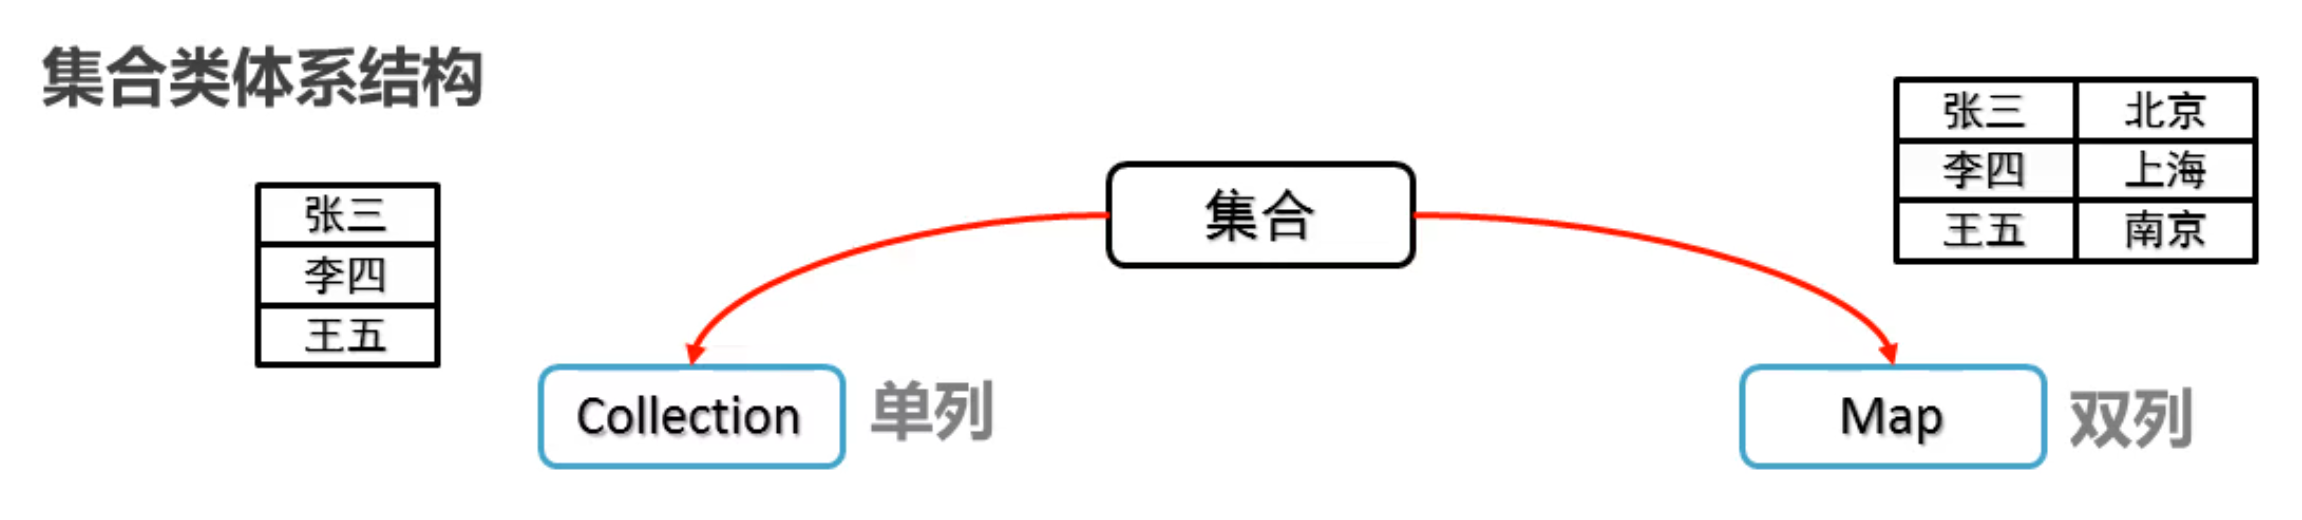 集合类体系结构
张三
李四
王五
集合
张三 北京
李四 上海
王五 南京
Collection 单列
Map 双列